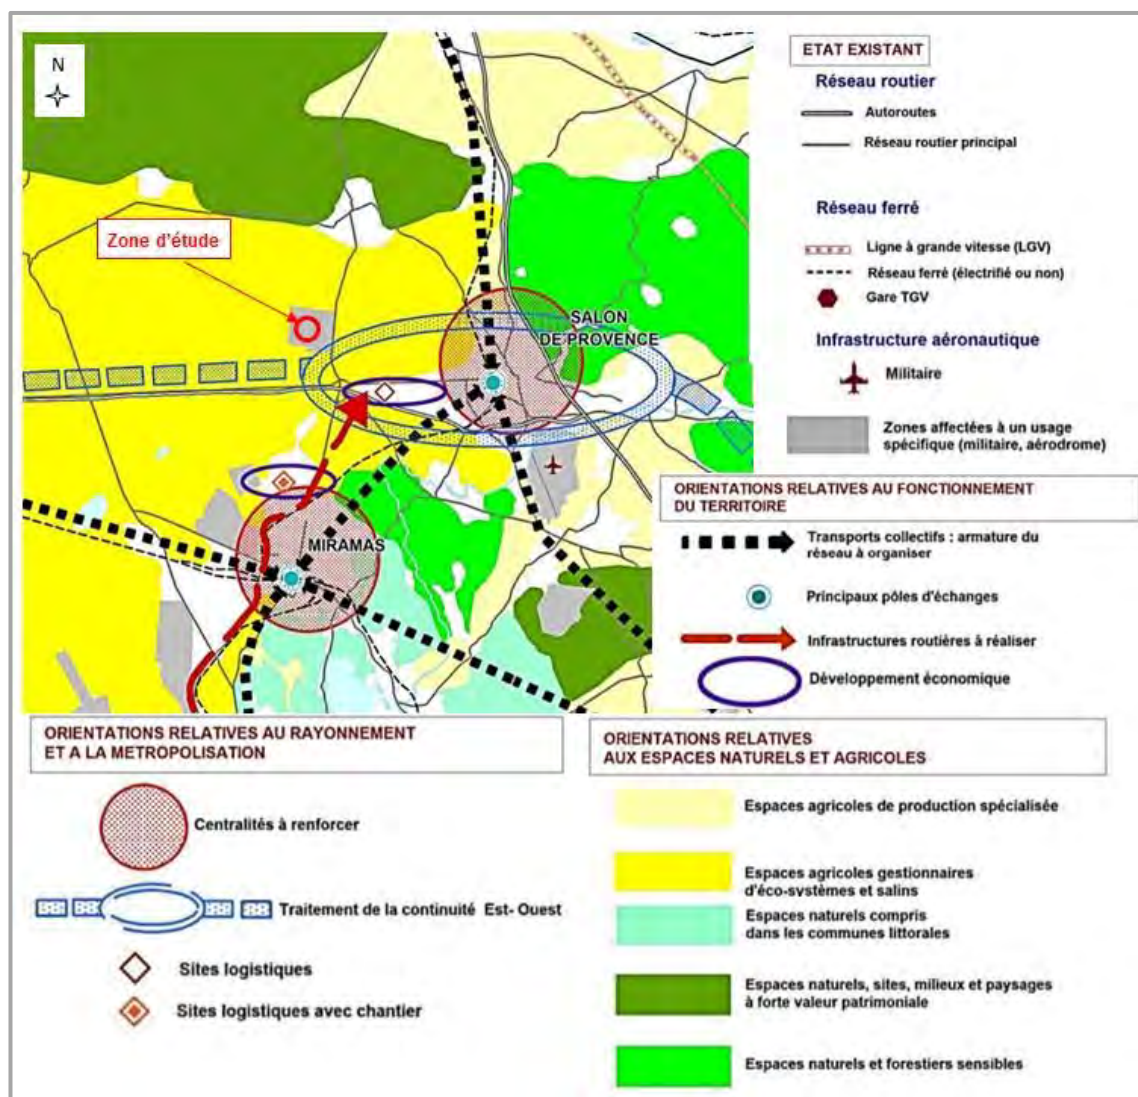 N
Zone d'étude
SALON
DE PROVENCE
MIRAMAS
ETAT EXISTANT
Réseau routier
Autoroutes
Réseau routier principal
Réseau ferré
Ligne à grande vitesse (LGV)
Réseau ferré (électrifié ou non)
Gare TGV
Infrastructure aéronautique
Militaire
Zones affectées à un usage
spécifique (militaire, aérodrome)
ORIENTATIONS RELATIVES AU FONCTIONNEMENT
DU TERRITOIRE
Transports collectifs : armature du
réseau à organiser
Principaux pôles d'échanges
Infrastructures routières à réaliser
Développement économique
ORIENTATIONS RELATIVES AU RAYONNEMENT
ET A LA METROPOLISATION
Centralités à renforcer
Traitement de la continuité Est- Ouest
Sites logistiques
Sites logistiques avec chantier
ORIENTATIONS RELATIVES
AUX ESPACES NATURELS ET AGRICOLES
Espaces agricoles de production spécialisée
Espaces agricoles gestionnaires
d'éco-systèmes et salins
Espaces naturels compris
dans les communes littorales
Espaces naturels, sites, milieux et paysages
à forte valeur patrimoniale
Espaces naturels et forestiers sensibles